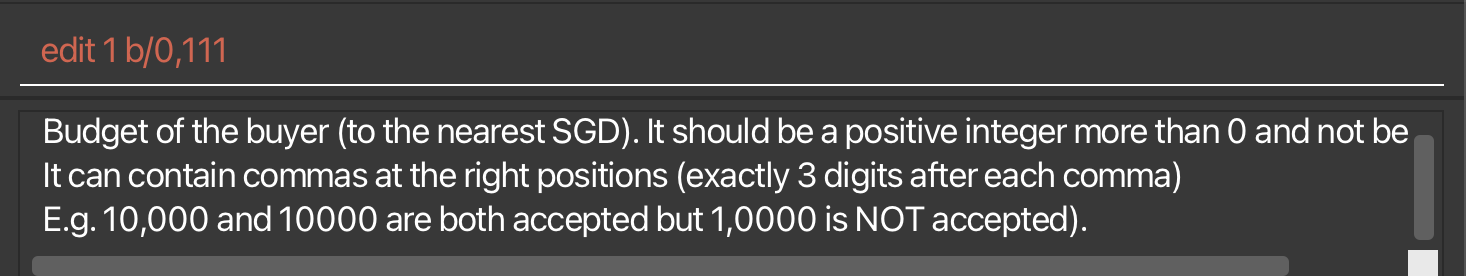 edit 1 b/0,111
Budget of the buyer (to the nearest SGD). It should be a positive integer more than 0 and not be
It can contain commas at the right positions (exactly 3 digits after each comma)
E.g. 10,000 and 10000 are both accepted but 1,0000 is NOT accepted).